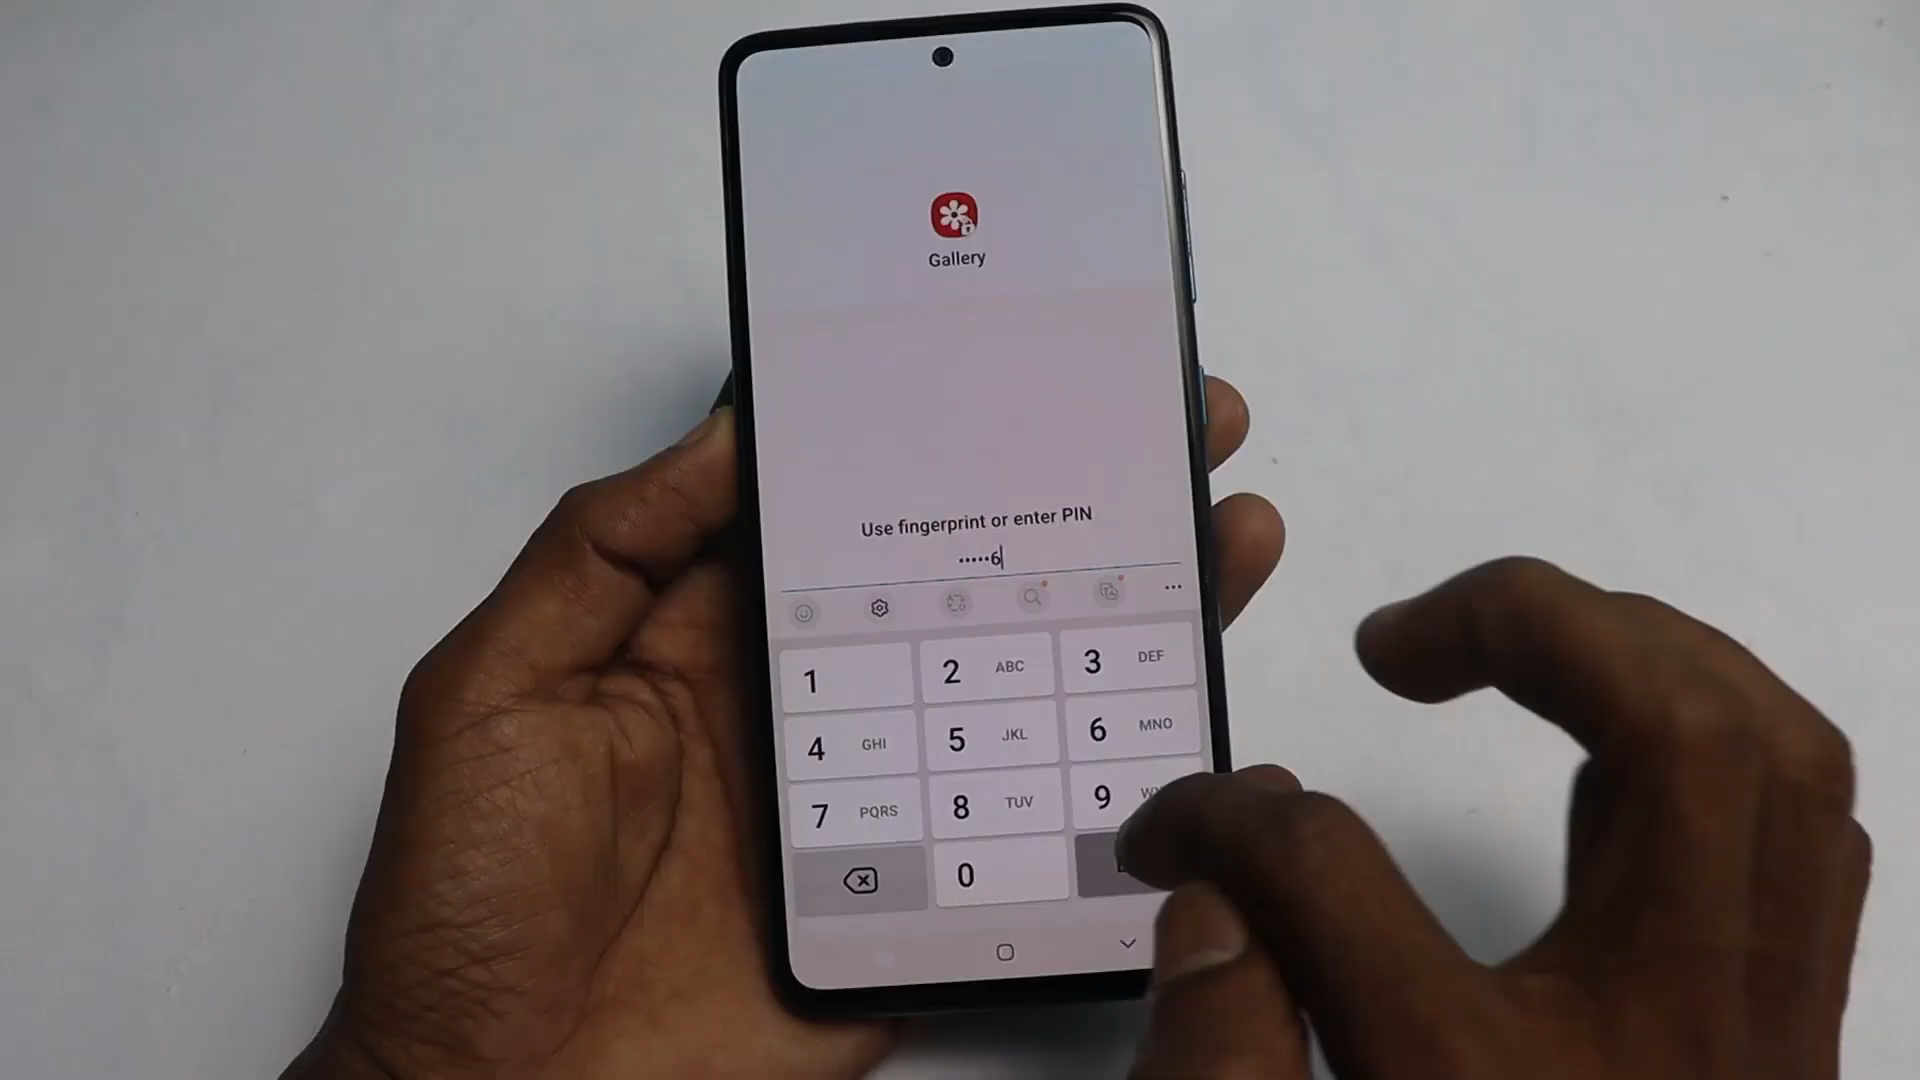 Gallery
Use fingerprint or enter PIN
•••••6
1
2 ABC
3 DEF
4 GHI
5 JKL
6 MNO
7 PQRS
8 TUV
9
0